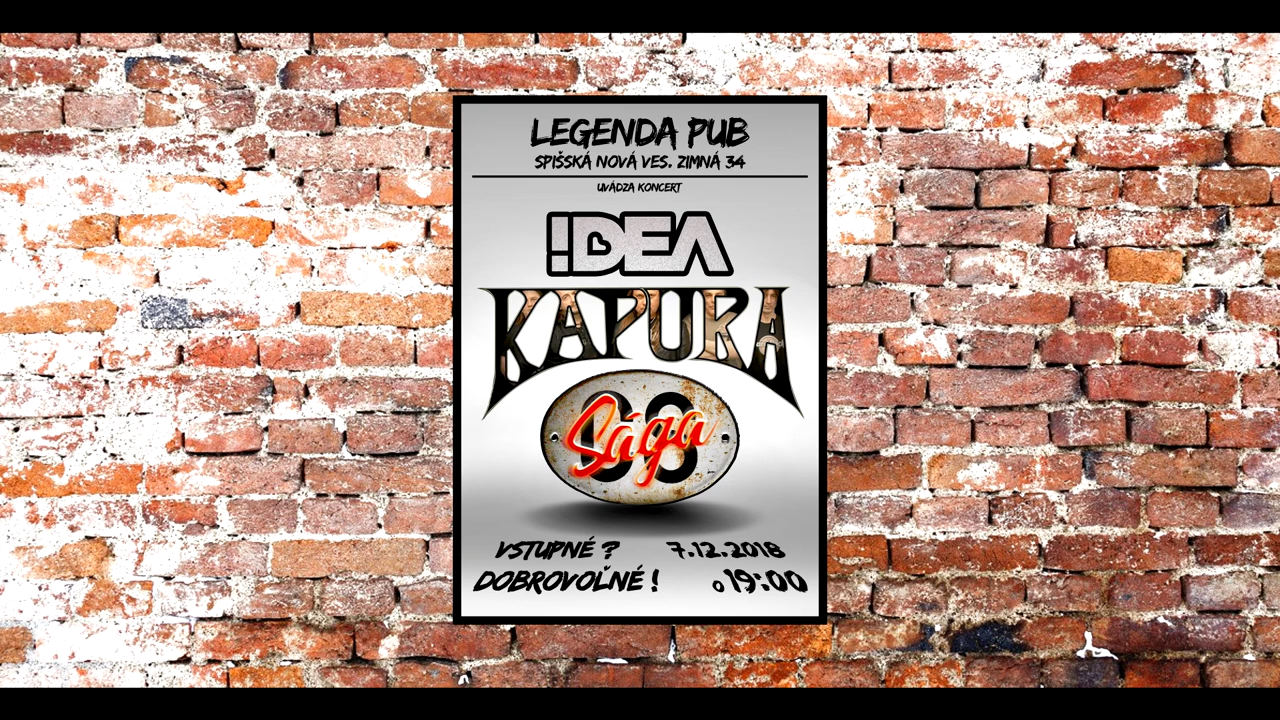 LEGENDA PUB
SPIŠSKÁ NOVÁ VES. ZIMNÁ 34
UVÁDZA KONCERT
!DEA
KAPURA
88
Sága
VSTUPNÉ ? 7.12.2018
DOBROVOĽNÉ ! o 19:00